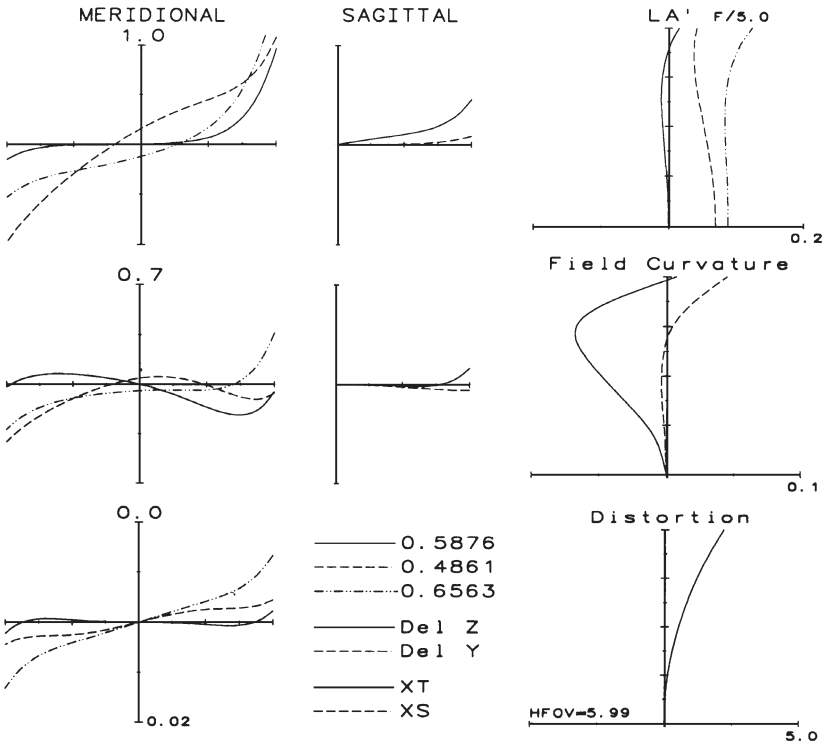 MERIDIONAL
1.0
SAGITTAL
LA' F/5.0
0.2
0.7
Field Curvature
0.1
0.0
0.02
0.5876
0.4861
0.6563
Del Z
Del Y
XT
XS
Distortion
HFOV=5.99
5.0